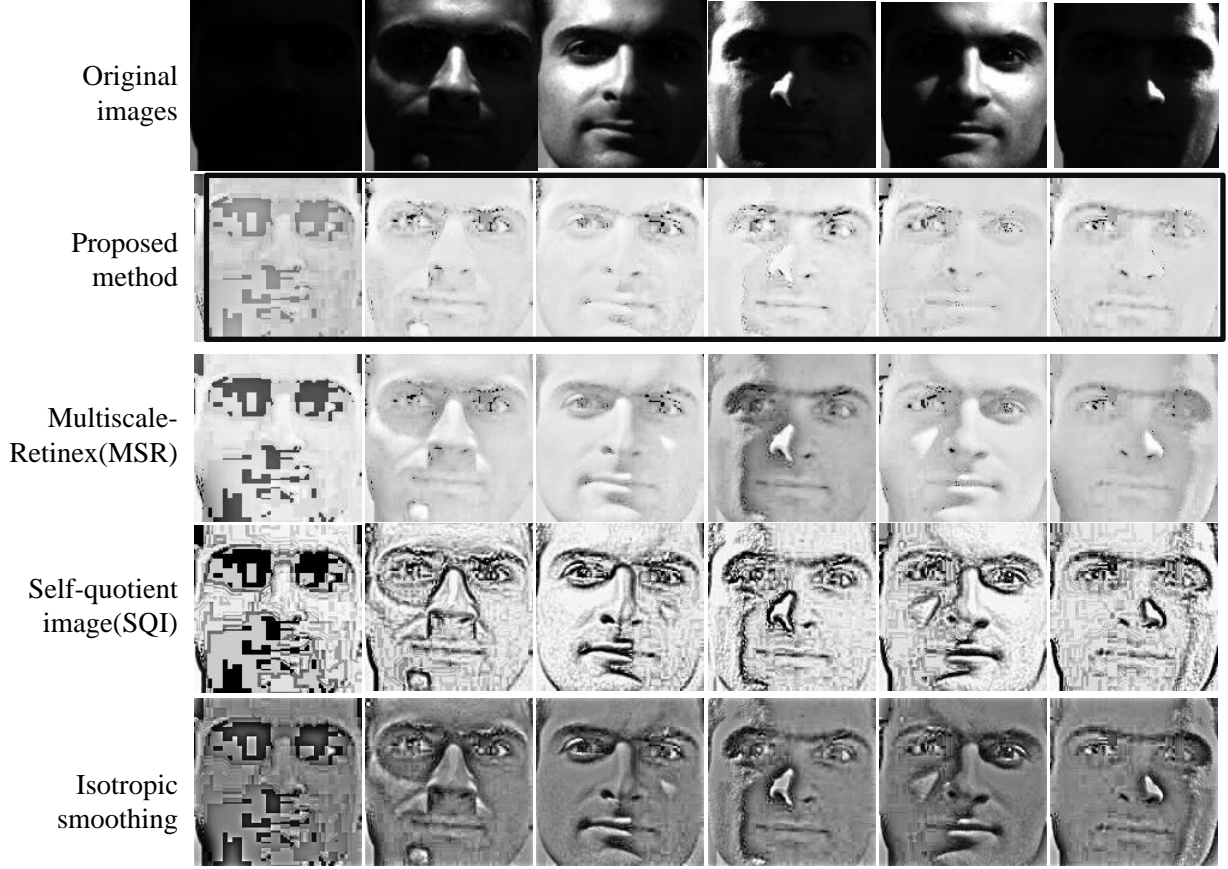 Original
images
Proposed
method
Multiscale-
Retinex(MSR)
Self-quotient
image(SQI)
Isotropic
smoothing